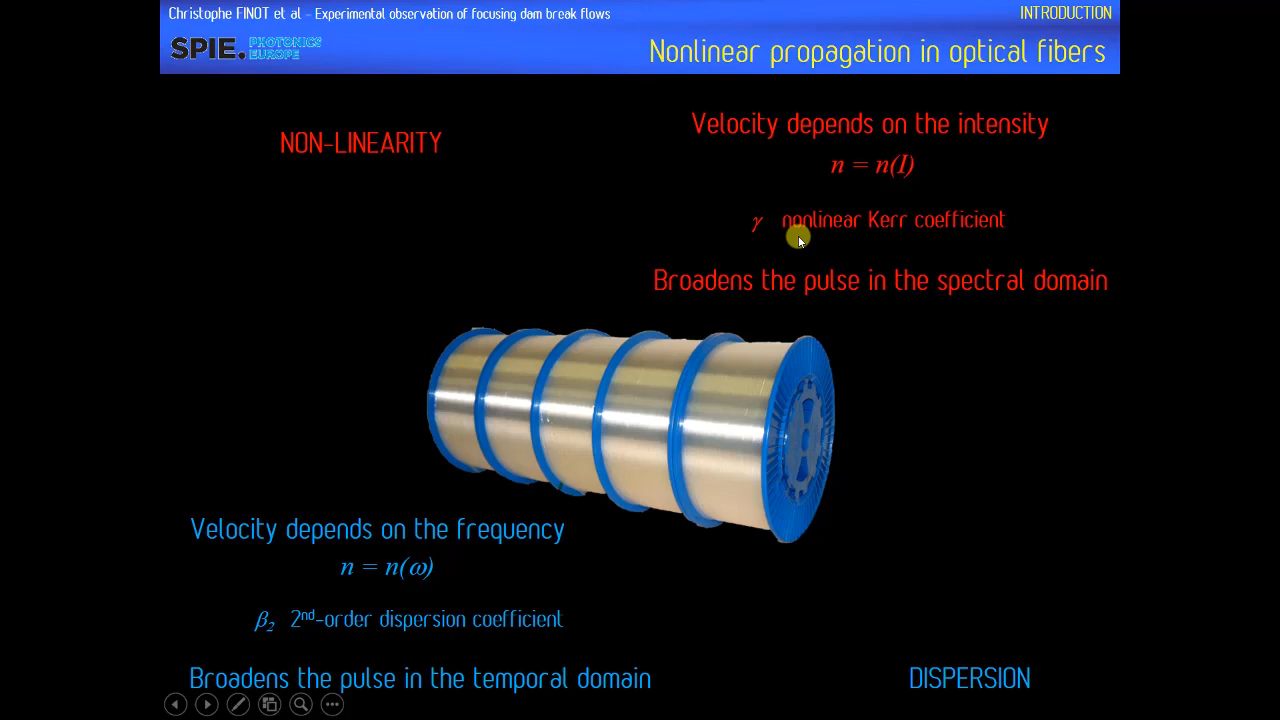 Christophe FINOT et al – Experimental observation of focusing dam break flows
INTRODUCTION
SPIE. PHOTONICS
EUROPE
Nonlinear propagation in optical fibers
NON-LINEARITY
Velocity depends on the intensity
n = n(I)
γ nonlinear Kerr coefficient
Broadens the pulse in the spectral domain
Velocity depends on the frequency
n = n(ω)
β₂ 2nd-order dispersion coefficient
Broadens the pulse in the temporal domain
DISPERSION